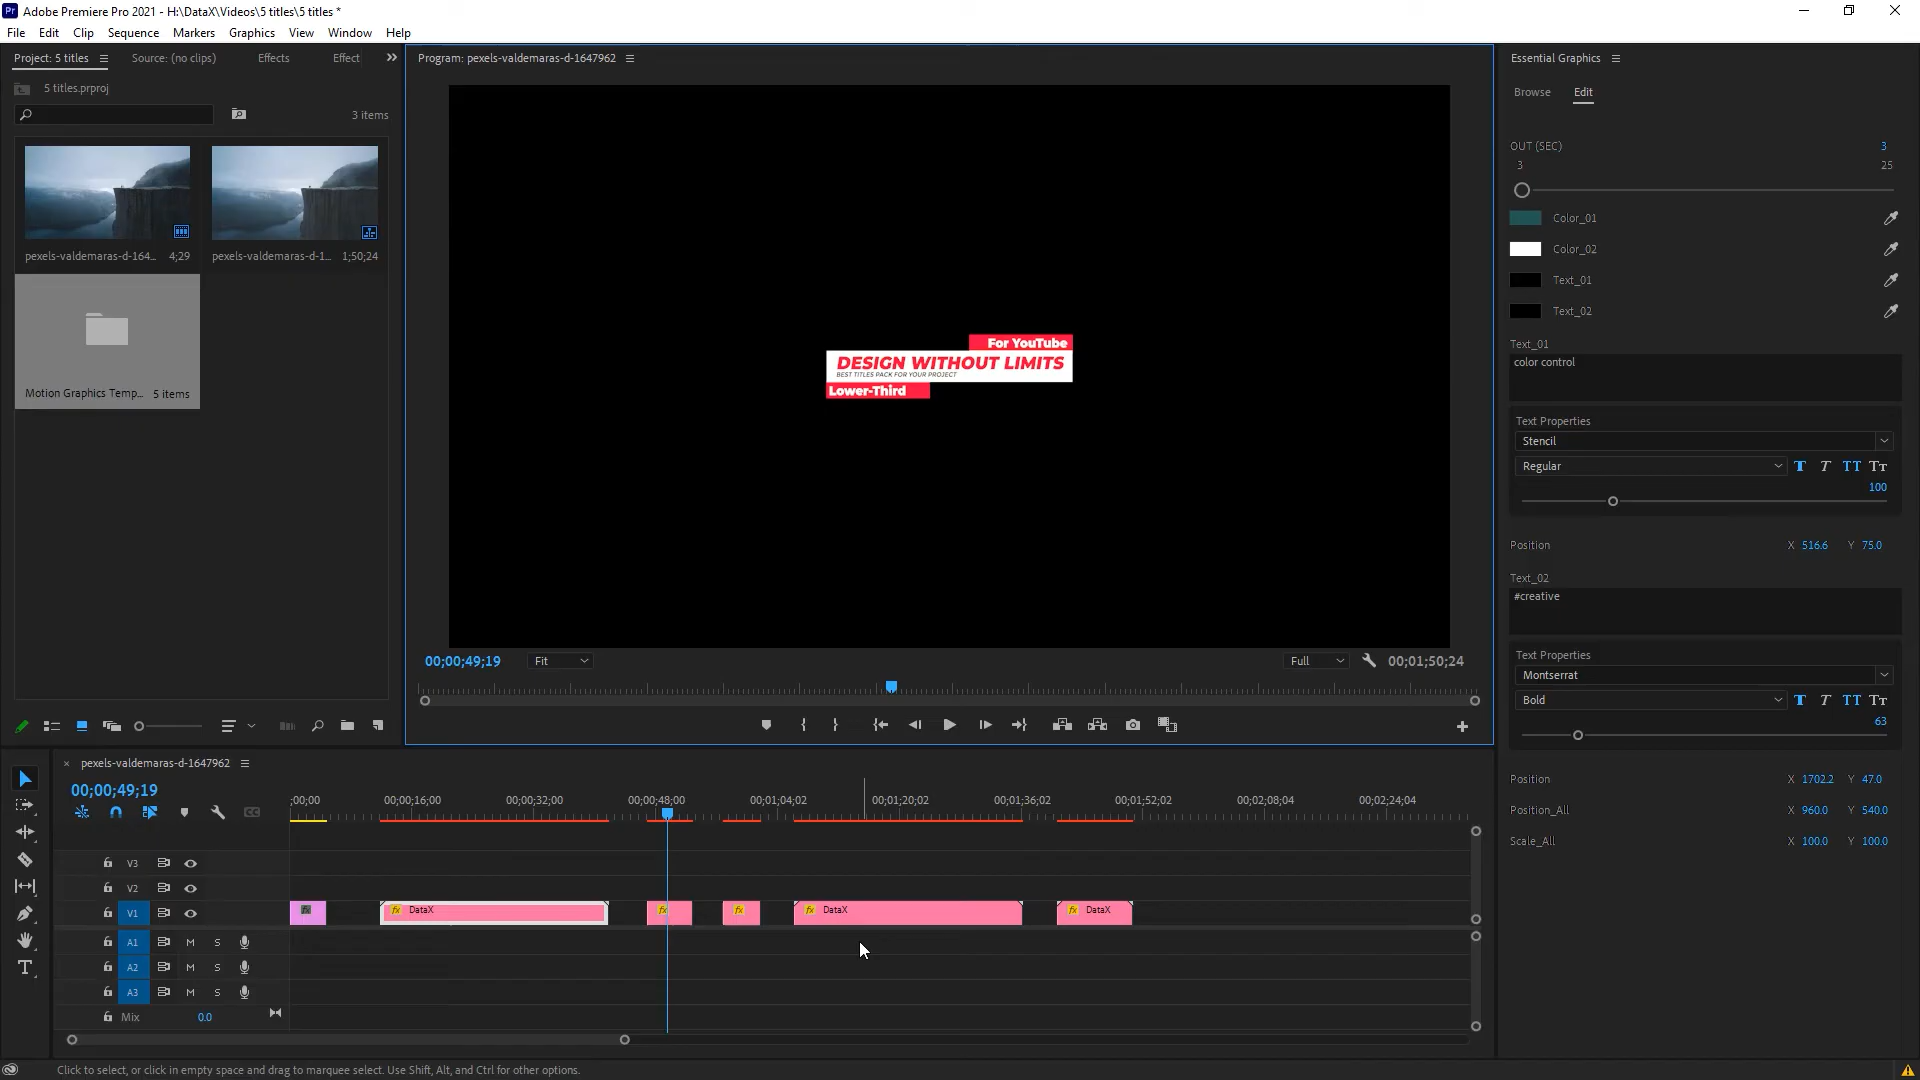 Pr Adobe Premiere Pro 2021 - H:\DataX\Videos\5 titles\5 titles *
File Edit Clip Sequence Markers Graphics View Window Help
Project: 5 titles
Source: (no clips)
Effects
Effect
5 titles.prproj
3 items
pexels-valdemaras-d-164... 4;29
pexels-valdemaras-d-1... 1;50;24
Motion Graphics Temp... 5 items
Program: pexels-valdemaras-d-1647962
For YouTube
DESIGN WITHOUT LIMITS
BEST TITLES PACK FOR YOUR PROJECT
Lower-Third
00;00;49;19
Fit
Full
00;01;50;24
Essential Graphics
Browse
Edit
OUT (SEC) 3
3 25
Color_01
Color_02
Text_01
Text_02
Text_01
color control
Text Properties
Stencil
Regular T T TT Tт
100
Position X 516.6 Y 75.0
Text_02
#creative
Text Properties
Montserrat
Bold T T TT Tт
63
Position X 1702.2 Y 47.0
Position_All X 960.0 Y 540.0
Scale_All X 100.0 Y 100.0
× pexels-valdemaras-d-1647962
00;00;49;19
;00;00 00;00;16;00 00;00;32;00 00;00;48;00 00;01;04;02 00;01;20;02 00;01;36;02 00;01;52;02 00;02;08;04 00;02;24;04
CC
V3
V2
V1
fx
fx DataX
fx
fx
fx DataX
fx DataX
A1 M S
A2 M S
A3 M S
Mix 0.0
T
Click to select, or click in empty space and drag to marquee select. Use Shift, Alt, and Ctrl for other options.